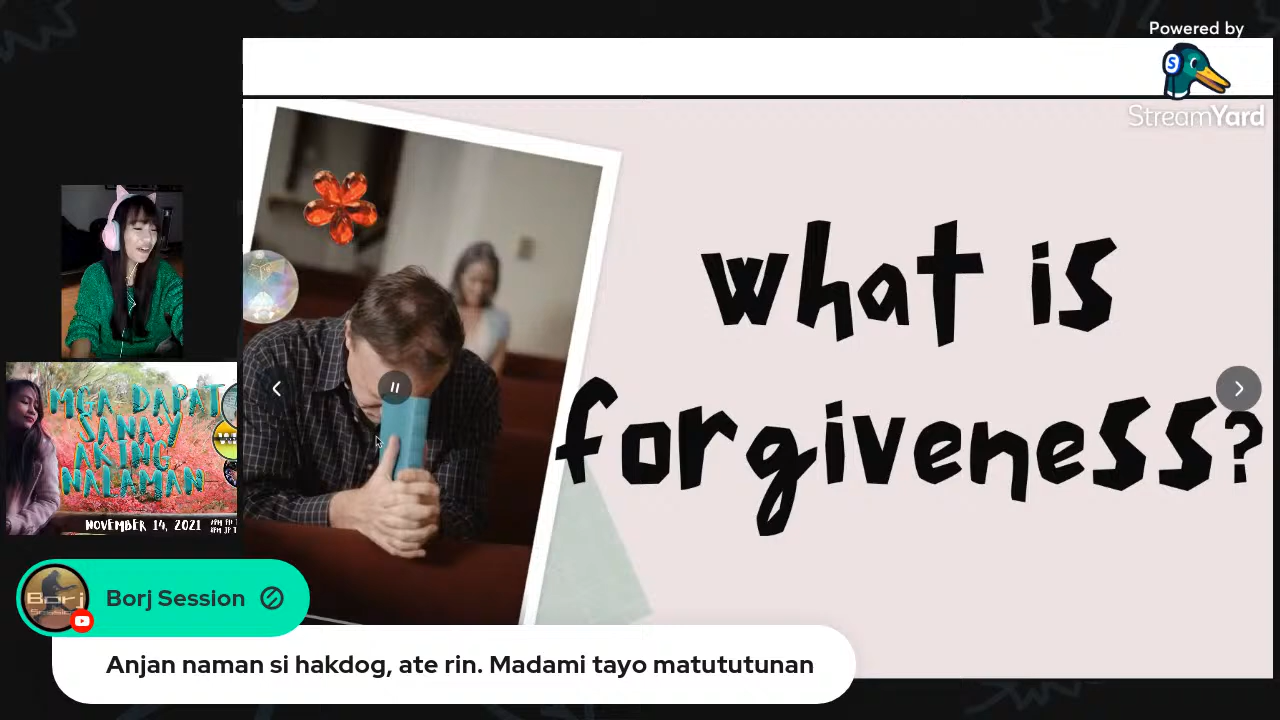 Powered by
StreamYard
what is
forgiveness?
MGA DAPAT
SANA'Y
AKING
NALAMAN
NOVEMBER 14, 2021
Borj Session
Anjan naman si hakdog, ate rin. Madami tayo matututunan